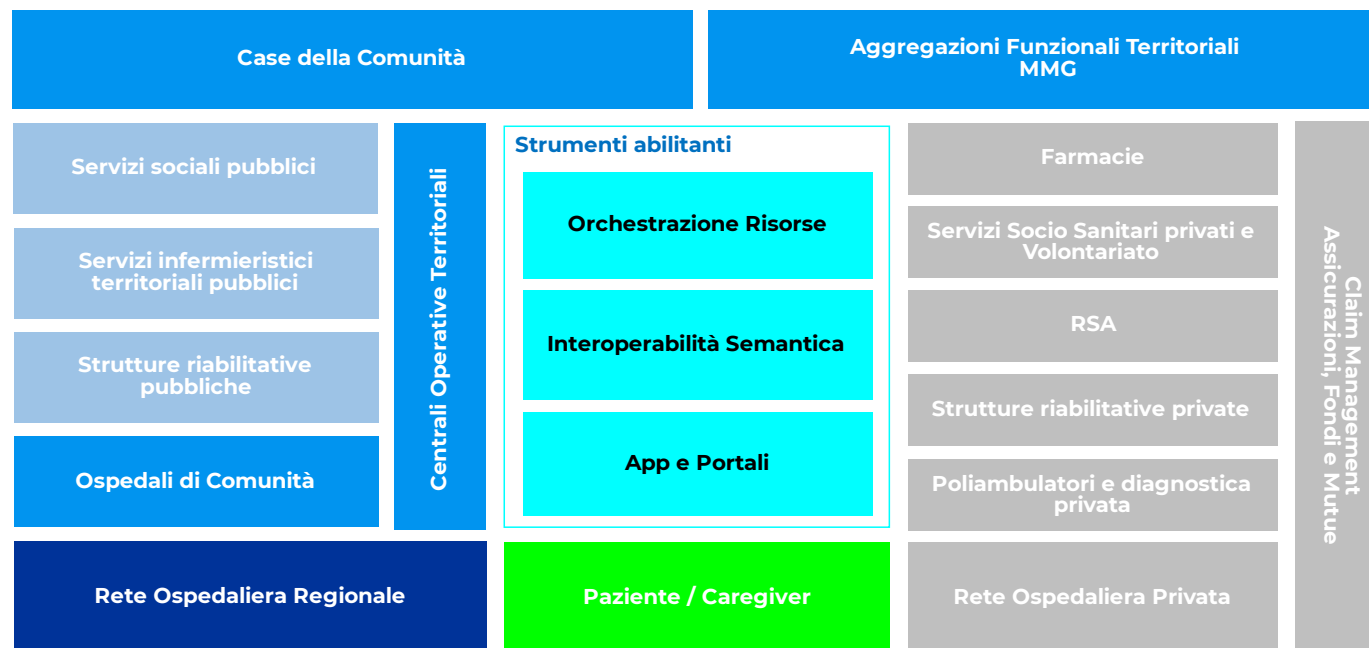 Case della Comunità
Aggregazioni Funzionali Territoriali
MMG
Servizi sociali pubblici
Servizi infermieristici
territoriali pubblici
Strutture riabilitative
pubbliche
Ospedali di Comunità
Centrali Operative Territoriali
Strumenti abilitanti
Orchestrazione Risorse
Interoperabilità Semantica
App e Portali
Farmacie
Servizi Socio Sanitari privati e
Volontariato
RSA
Strutture riabilitative private
Poliambulatori e diagnostica
privata
Claim Management
Assicurazioni, Fondi e Mutue
Rete Ospedaliera Regionale
Paziente / Caregiver
Rete Ospedaliera Privata